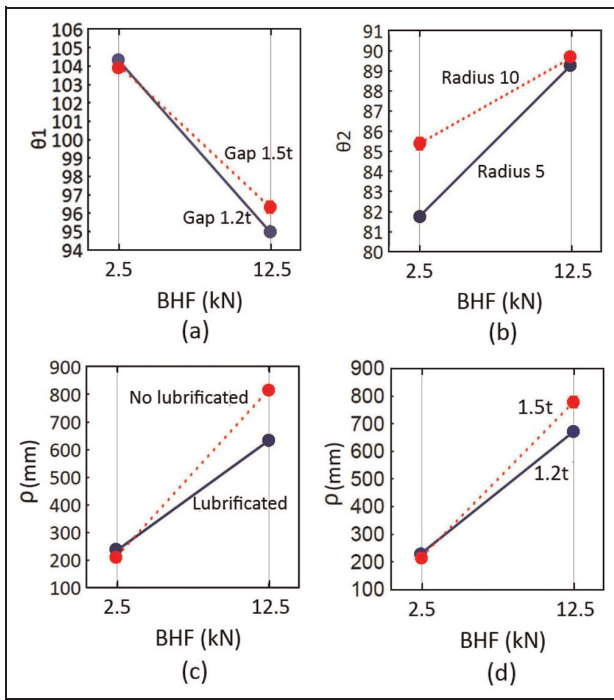 106
105
104
103
102
101
100
99
98
97
96
95
94
θ1
Gap 1.5t
Gap 1.2t
2.5 12.5
BHF (kN)
(a)
90
89
88
87
86
85
84
83
82
81
80
θ2
Radius 10
Radius 5
2.5 12.5
BHF (kN)
(b)
900
800
700
600
500
400
300
200
100
ρ(mm)
No lubrificated
Lubrificated
2.5 12.5
BHF (kN)
(c)
900
800
700
600
500
400
300
200
100
ρ(mm)
1.5t
1.2t
2.5 12.5
BHF (kN)
(d)